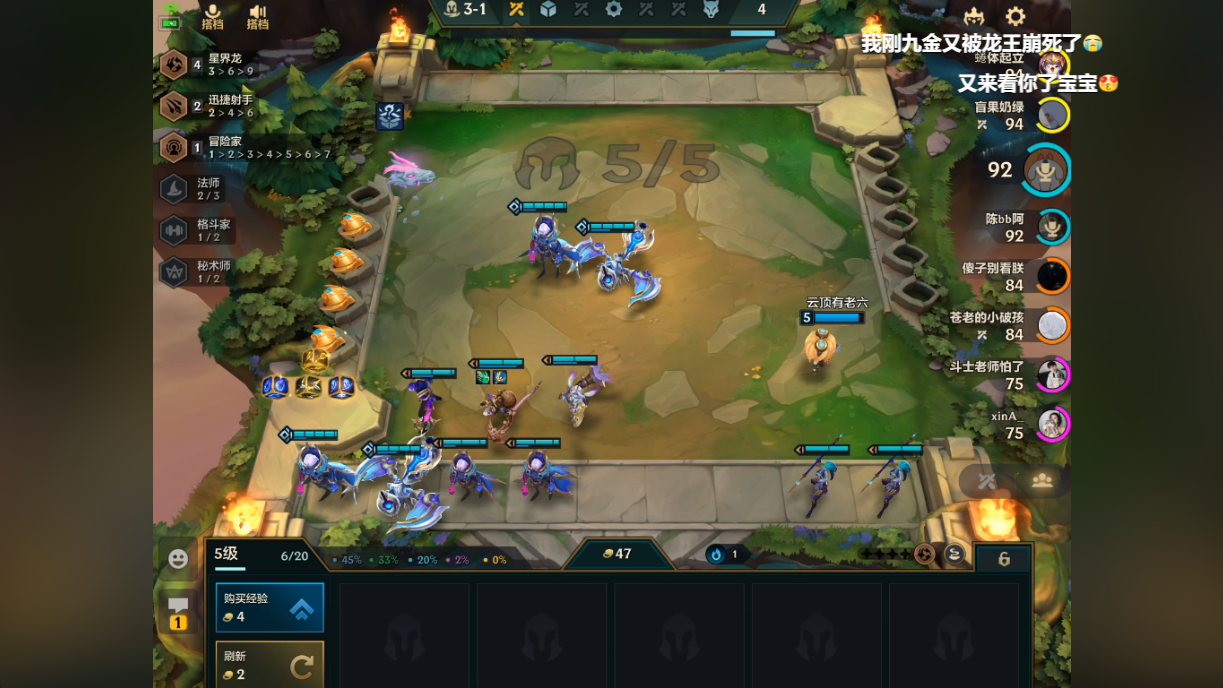 搭档
搭档
3-1
4
我刚九金又被龙王崩死了😭
又来看你了宝宝😍
4 星界龙
3 > 6 > 9
2 迅捷射手
2 > 4 > 6
1 冒险家
1 > 2 > 3 > 4 > 5 > 6 > 7
法师
2 / 3
格斗家
1 / 2
秘术师
1 / 2
5/5
盲果奶绿
94
92
陈bb阿
92
傻子别看朕
84
苍老的小破孩
84
斗士老师怕了
75
xinA_
75
云顶有老六
5
5级
6/20
45%
33%
20%
2%
0%
47
1
6
购买经验
4
刷新
2
1